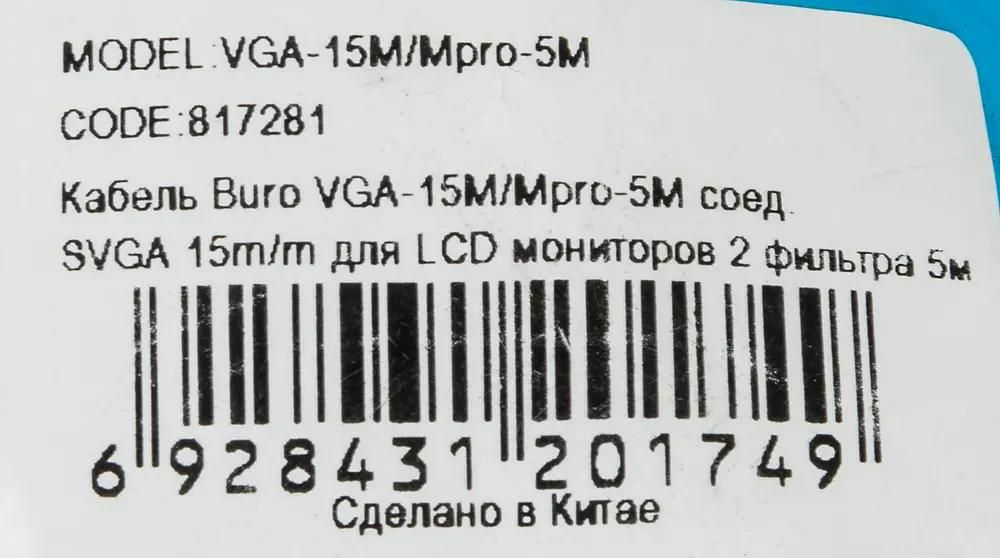 MODEL:VGA-15M/Mpro-5M
CODE:817281
Кабель Buro VGA-15M/Mpro-5M соед.
SVGA 15m/m для LCD мониторов 2 фильтра 5м
6 928431 201749
Сделано в Китае